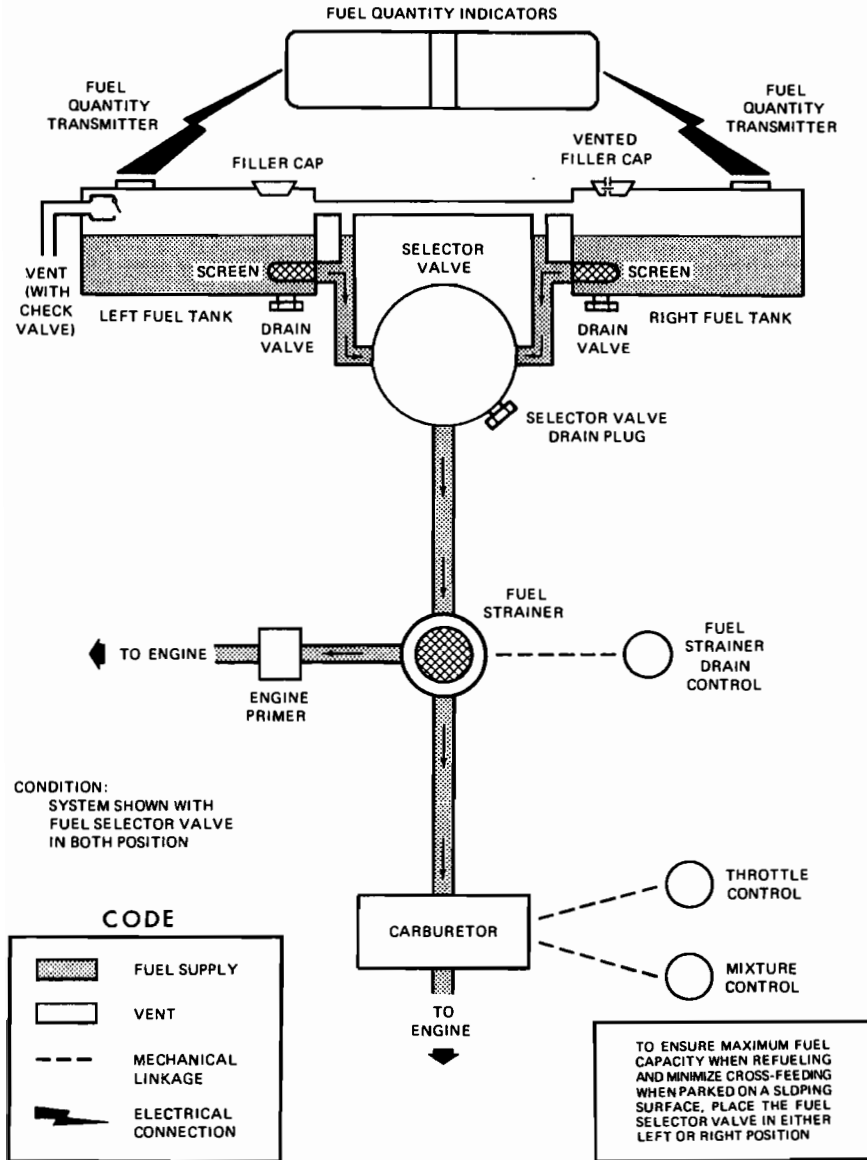 FUEL QUANTITY INDICATORS
FUEL
QUANTITY
TRANSMITTER
FUEL
QUANTITY
TRANSMITTER
FILLER CAP
VENTED
FILLER CAP
VENT
(WITH
CHECK
VALVE)
SCREEN
SELECTOR
VALVE
SCREEN
LEFT FUEL TANK
DRAIN
VALVE
DRAIN
VALVE
RIGHT FUEL TANK
SELECTOR VALVE
DRAIN PLUG
FUEL
STRAINER
TO ENGINE
ENGINE
PRIMER
FUEL
STRAINER
DRAIN
CONTROL
CONDITION:
SYSTEM SHOWN WITH
FUEL SELECTOR VALVE
IN BOTH POSITION
THROTTLE
CONTROL
CARBURETOR
MIXTURE
CONTROL
TO
ENGINE
CODE
FUEL SUPPLY
VENT
MECHANICAL
LINKAGE
ELECTRICAL
CONNECTION
TO ENSURE MAXIMUM FUEL
CAPACITY WHEN REFUELING
AND MINIMIZE CROSS-FEEDING
WHEN PARKED ON A SLOPING
SURFACE, PLACE THE FUEL
SELECTOR VALVE IN EITHER
LEFT OR RIGHT POSITION